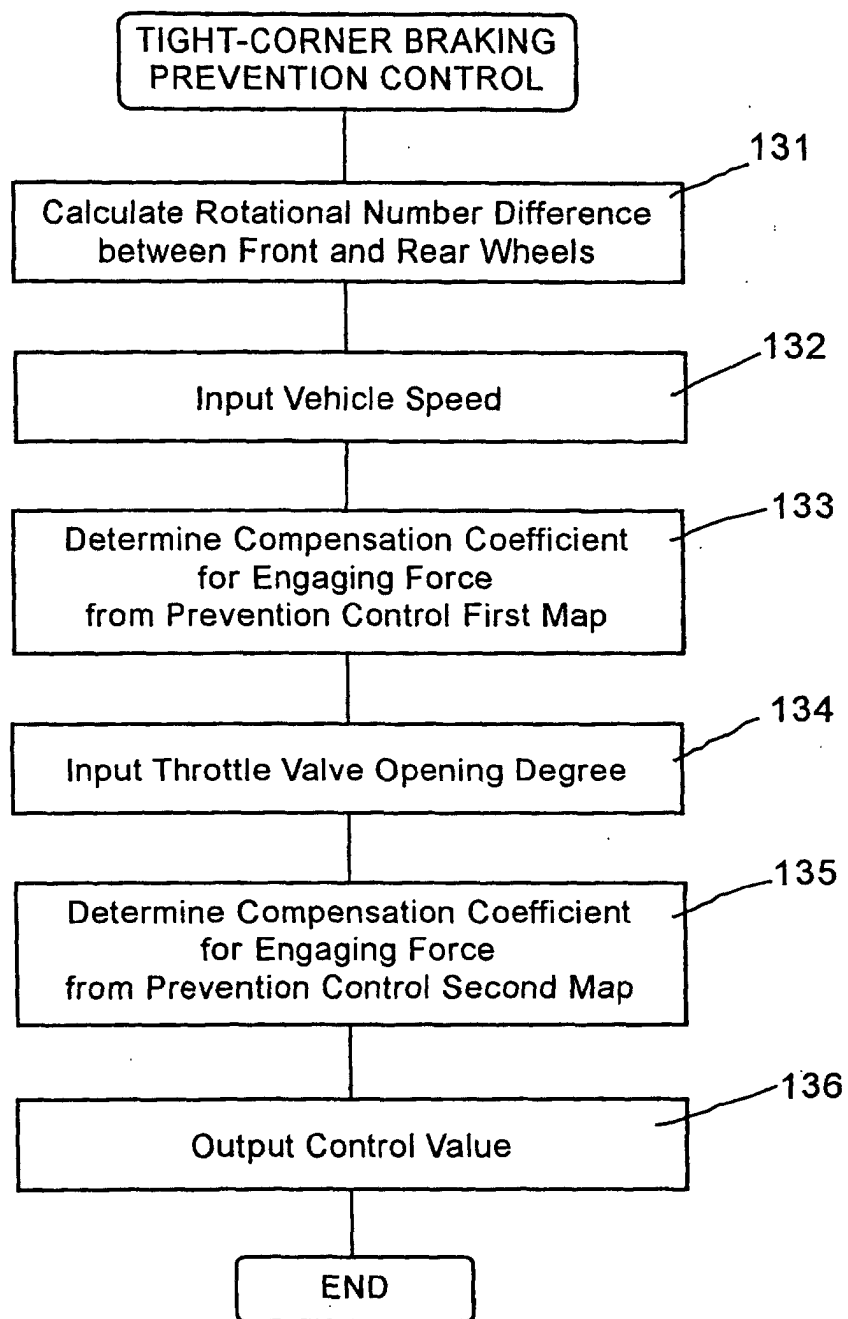 TIGHT-CORNER BRAKING
PREVENTION CONTROL
131
Calculate Rotational Number Difference
between Front and Rear Wheels
132
Input Vehicle Speed
133
Determine Compensation Coefficient
for Engaging Force
from Prevention Control First Map
134
Input Throttle Valve Opening Degree
135
Determine Compensation Coefficient
for Engaging Force
from Prevention Control Second Map
136
Output Control Value
END